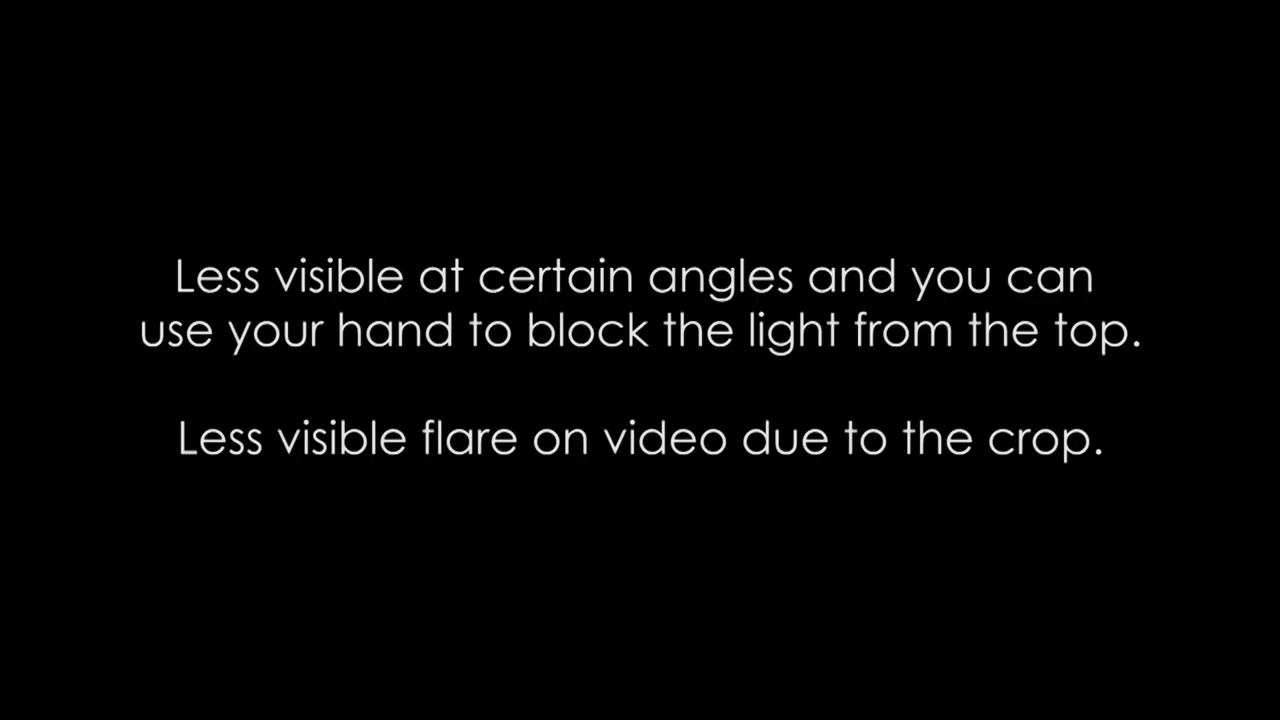 Less visible at certain angles and you can
use your hand to block the light from the top.
Less visible flare on video due to the crop.